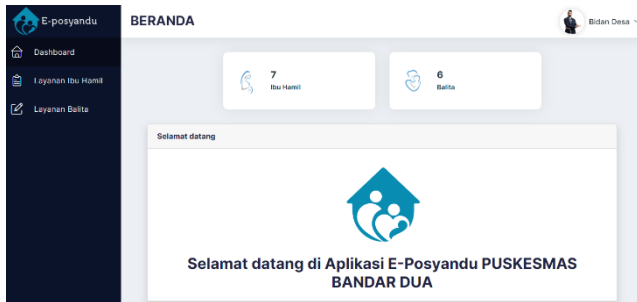 E-posyandu
BERANDA
Bidan Desa
Dashboard
Layanan Ibu Hamil
Layanan Balita
7
Ibu Hamil
6
Balita
Selamat datang
Selamat datang di Aplikasi E-Posyandu PUSKESMAS
BANDAR DUA